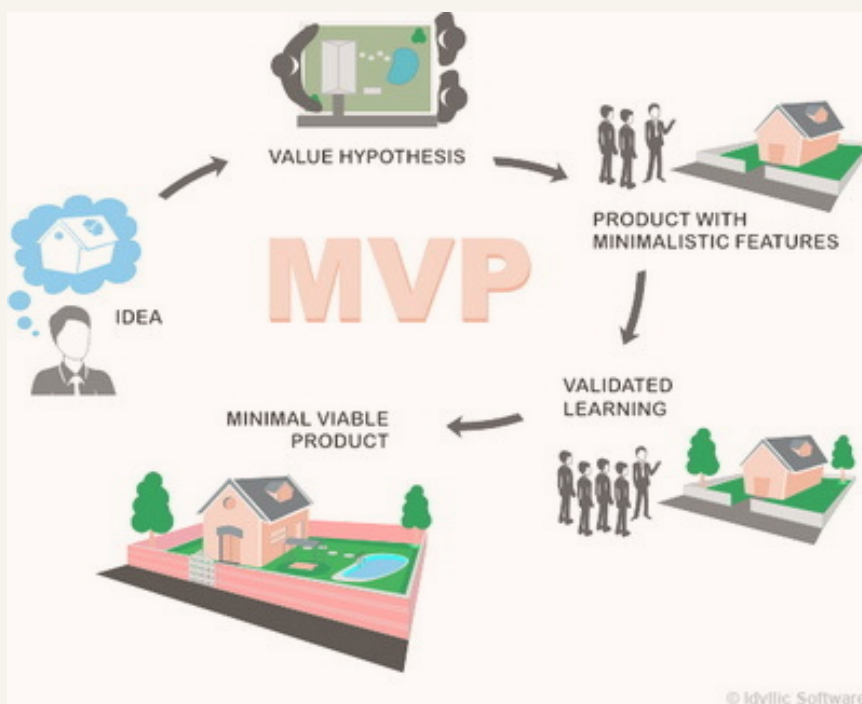 VALUE HYPOTHESIS
PRODUCT WITH
MINIMALISTIC FEATURES
MVP
IDEA
VALIDATED
LEARNING
MINIMAL VIABLE
PRODUCT
© Idyllic Software